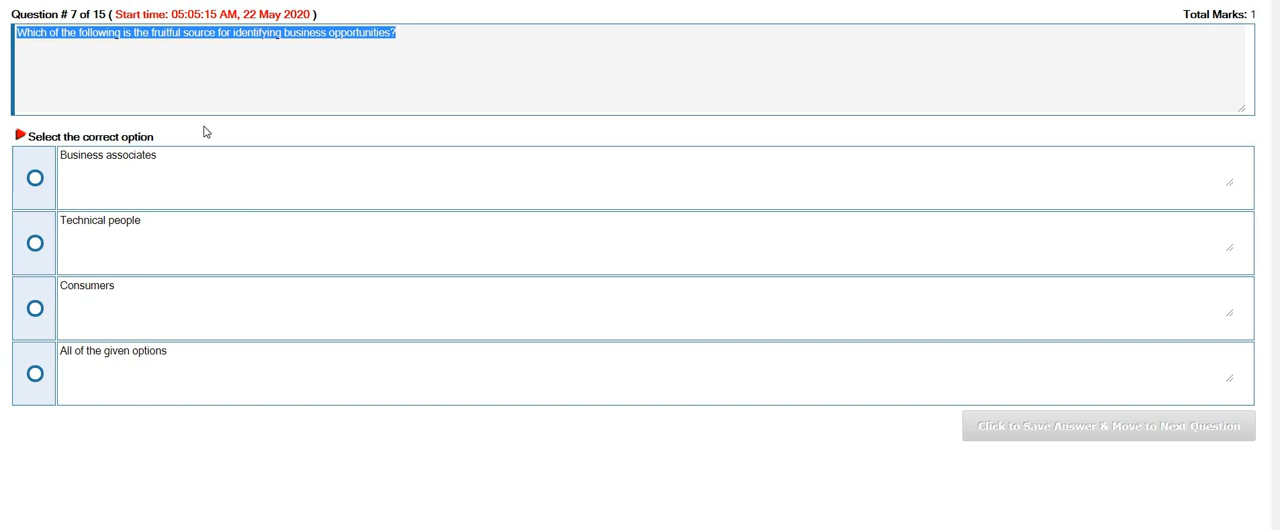 Question # 7 of 15 ( Start time: 05:05:15 AM, 22 May 2020 ) Total Marks: 1
Which of the following is the fruitful source for identifying business opportunities?
Select the correct option
Business associates
Technical people
Consumers
All of the given options
Click to Save Answer & Move to Next Question